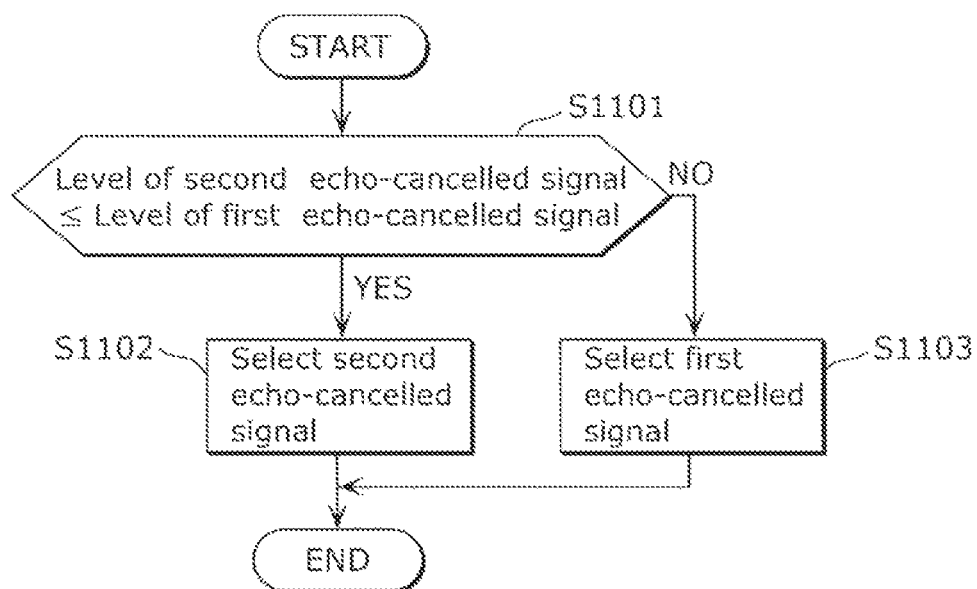 START
S1101
Level of second echo-cancelled signal
≦ Level of first echo-cancelled signal
NO
YES
S1102
Select second
echo-cancelled
signal
Select first
echo-cancelled
signal
S1103
END